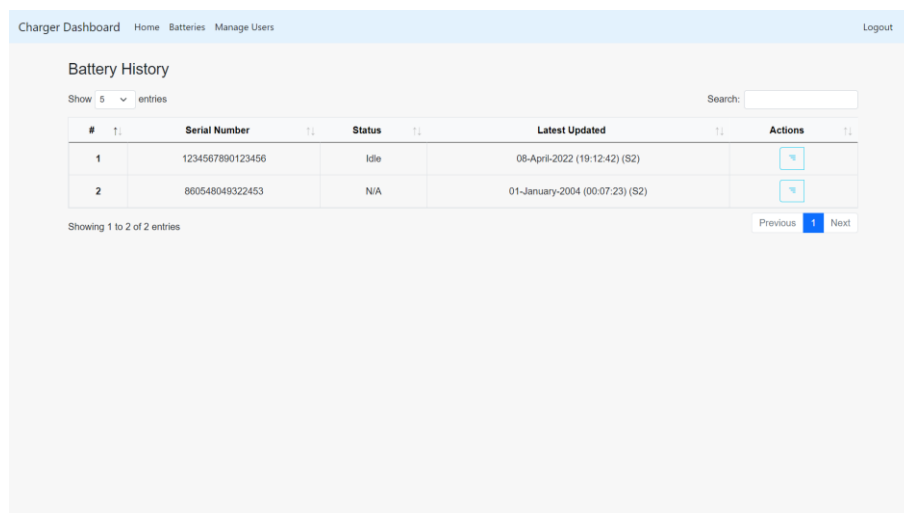 Charger Dashboard Home Batteries Manage Users Logout
Battery History
Show 5 entries Search:
# Serial Number Status Latest Updated Actions
1 1234567890123456 Idle 08-April-2022 (19:12:42) (S2)
2 860548049322453 N/A 01-January-2004 (00:07:23) (S2)
Showing 1 to 2 of 2 entries Previous 1 Next